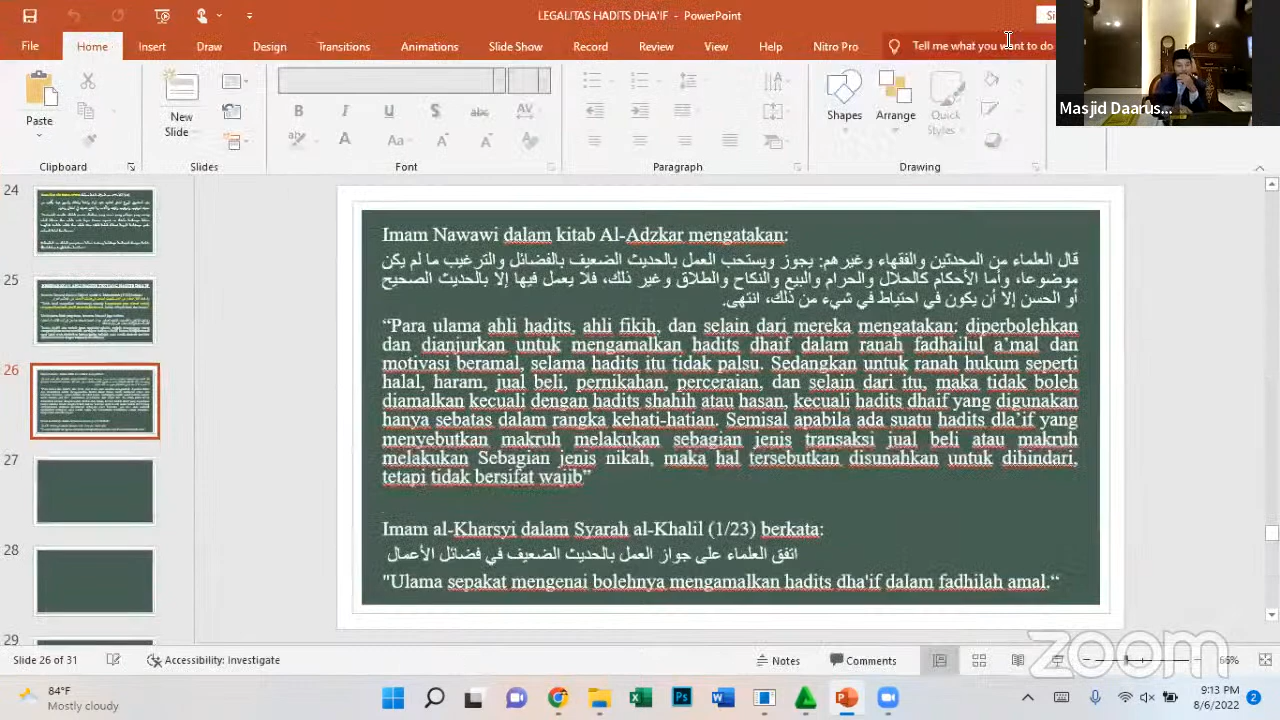 LEGALITAS HADITS DHA'IF - PowerPoint
File Home Insert Draw Design Transitions Animations Slide Show Record Review View Help Nitro Pro Tell me what you want to do
Masjid Daarus...
Paste
New
Slide
Shapes Arrange Quick
Styles
Clipboard Slides Font Paragraph Drawing
24
25
26
27
28
29
Imam Nawawi dalam kitab Al-Adzkar mengatakan:
قال العلماء من المحدثين والفقهاء وغيرهم: يجوز ويستحب العمل بالحديث الضعيف بالفضائل والترغيب ما لم يكن
موضوعا، وأما الأحكام كالحلال والحرام والبيوع والنكاح والطلاق وغير ذلك، فلا يعمل فيها إلا بالحديث الصحيح
أو الحسن إلا أن يكون في احتياط في شيء من ذلك انتهى.
“Para ulama ahli hadits, ahli fikih, dan selain dari mereka mengatakan: diperbolehkan
dan dianjurkan untuk mengamalkan hadits dhaif dalam ranah fadhailul a’mal dan
motivasi beramal, selama hadits itu tidak palsu. Sedangkan untuk ranah hukum seperti
halal, haram, jual beli, pernikahan, perceraian, dan selain dari itu, maka tidak boleh
diamalkan kecuali dengan hadits shahih atau hasan, kecuali hadits dhaif yang digunakan
hanya sebatas dalam rangka kehati-hatian. Semisal apabila ada suatu hadits dla’if yang
menyebutkan makruh melakukan sebagian jenis transaksi jual beli atau makruh
melakukan Sebagian jenis nikah, maka hal tersebutkan disunahkan untuk dihindari,
tetapi tidak bersifat wajib”
Imam al-Kharsyi dalam Syarah al-Khalil (1/23) berkata:
اتفق العلماء على جواز العمل بالحديث الضعيف في فضائل الأعمال
"Ulama sepakat mengenai bolehnya mengamalkan hadits dha'if dalam fadhilah amal.“
zoom
Slide 26 of 31 Accessibility: Investigate Notes Comments 66%
84°F
Mostly cloudy
9:13 PM
8/6/2022
2